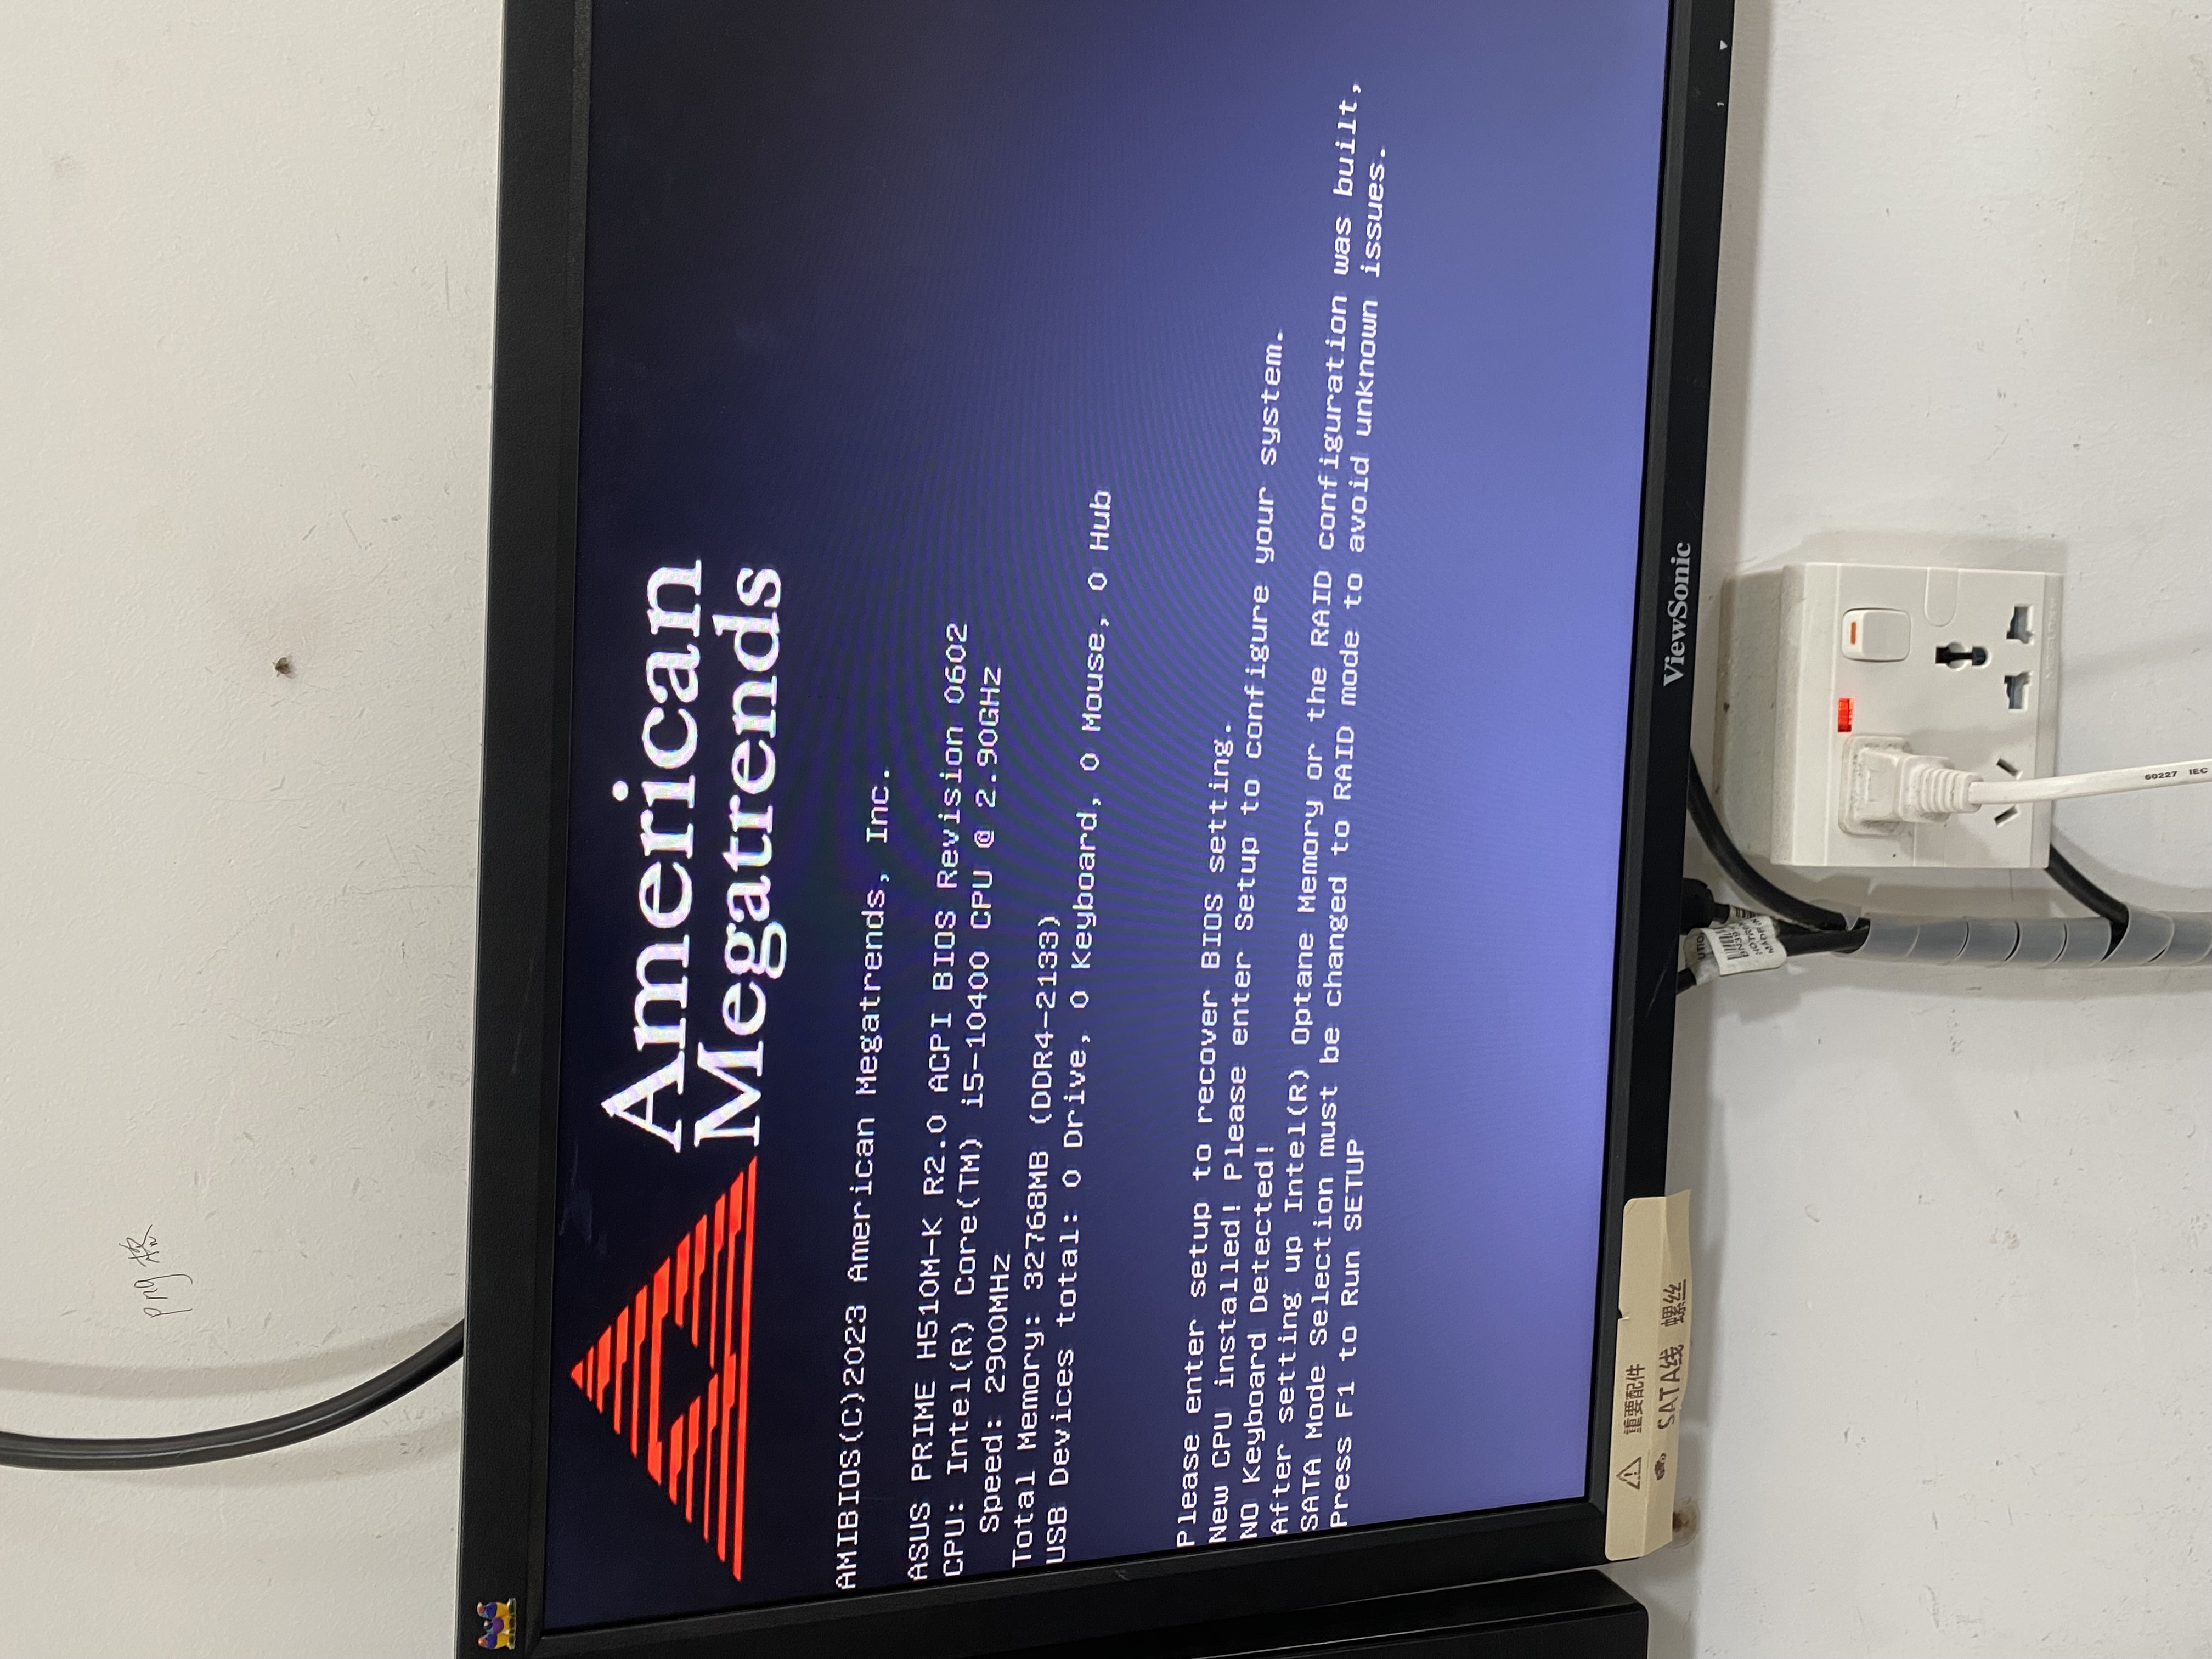 png
American
Megatrends
AMIBIOS(C)2023 American Megatrends, Inc.
ASUS PRIME H510M-K R2.0 ACPI BIOS Revision 0602
CPU: Intel(R) Core(TM) i5-10400 CPU @ 2.90GHz
Speed: 2900MHz
Total Memory: 32768MB (DDR4-2133)
USB Devices total: 0 Drive, 0 Keyboard, 0 Mouse, 0 Hub
Please enter setup to recover BIOS setting.
New CPU installed! Please enter Setup to configure your system.
NO Keyboard Detected!
After setting up Intel(R) Optane Memory or the RAID configuration was built,
SATA Mode Selection must be changed to RAID mode to avoid unknown issues.
Press F1 to Run SETUP
重要配件
SATA线 螺丝
ViewSonic
1
60227 IEC